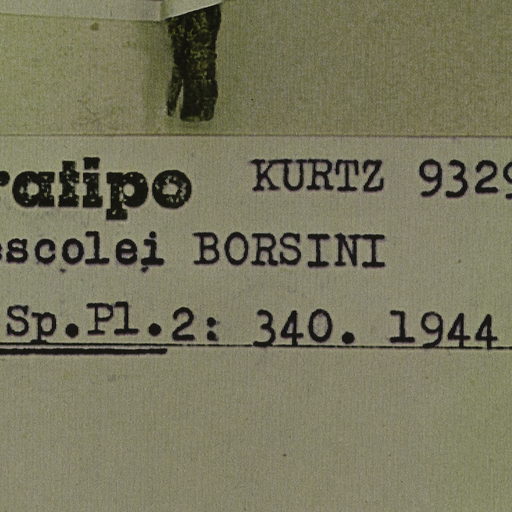 ratipo KURTZ 9329
escolei BORSINI
Sp.Pl.2: 340. 1944